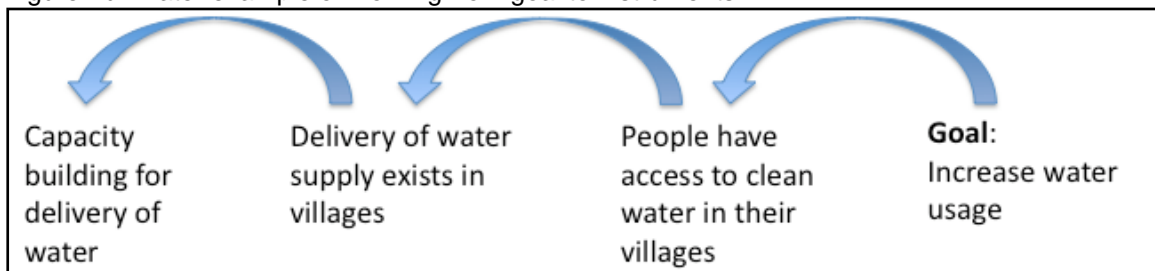 Capacity
building for
delivery of
water
Delivery of water
supply exists in
villages
People have
access to clean
water in their
villages
Goal:
Increase water
usage